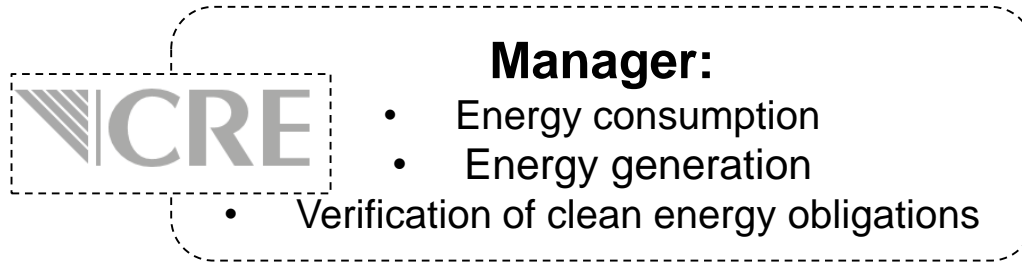 CRE
Manager:
• Energy consumption
• Energy generation
• Verification of clean energy obligations